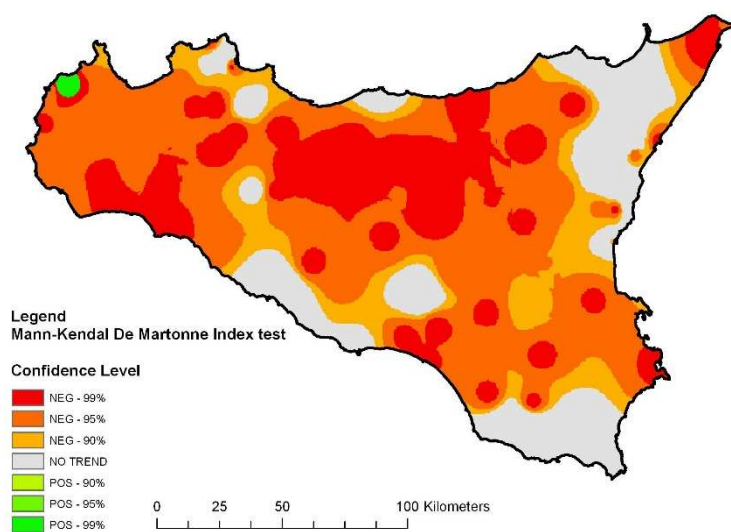 Legend
Mann-Kendal De Martonne Index test
Confidence Level
NEG - 99%
NEG - 95%
NEG - 90%
NO TREND
POS - 90%
POS - 95%
POS - 99%
0 25 50 100 Kilometers